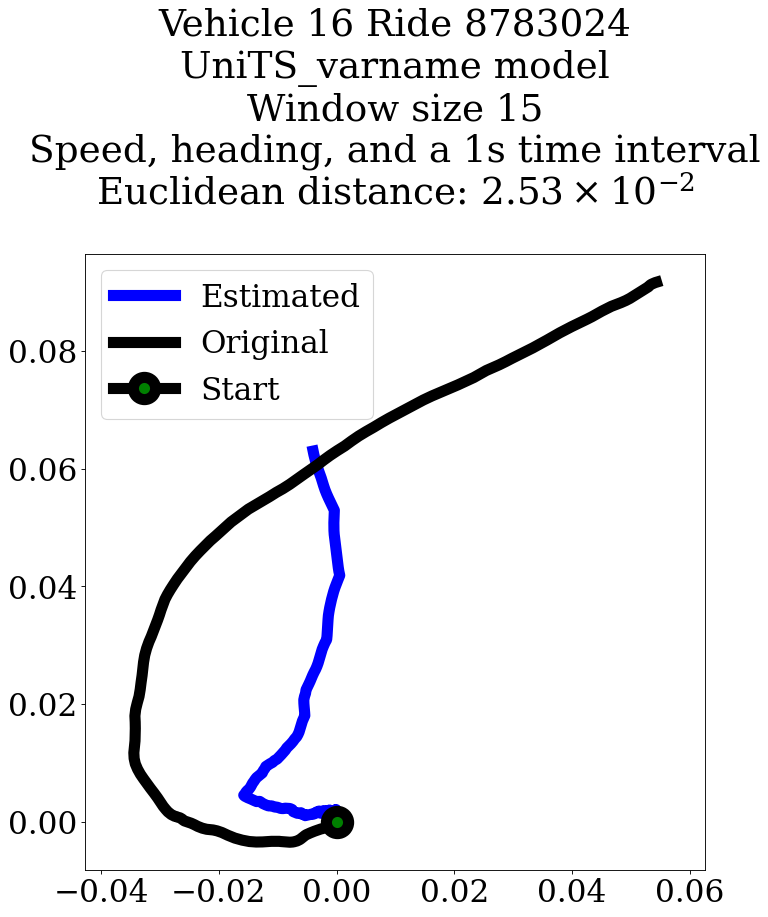 Vehicle 16 Ride 8783024
UniTS_varname model
Window size 15
Speed, heading, and a 1s time interval
Euclidean distance: 2.53 × 10⁻²
Estimated
Original
Start
0.08
0.06
0.04
0.02
0.00
−0.04 −0.02 0.00 0.02 0.04 0.06